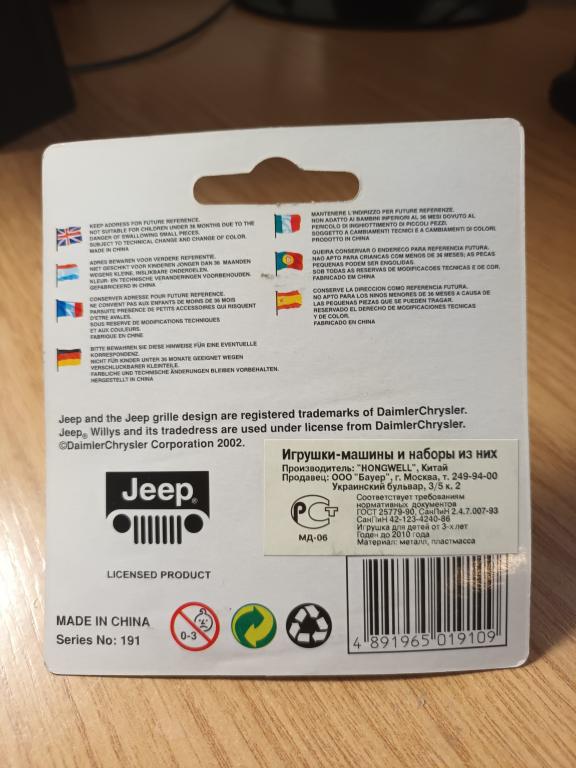 KEEP ADDRESS FOR FUTURE REFERENCE.
NOT SUITABLE FOR CHILDREN UNDER 36 MONTHS DUE TO THE
DANGER OF SWALLOWING SMALL PIECES
SUBJECT TO TECHNICAL CHANGE AND CHANGE OF COLOR.
MADE IN CHINA
ADRES BEWAREN VOOR VERDERE REFERENTIE.
NIET GESCHIKT VOOR KINDEREN JONGER DAN 36 MAANDEN
WEGENS KLEINE, INSLIKBARE ONDERDELEN.
KLEUR- EN TECHNISCHE VERANDERINGEN VOORBEHOUDEN.
GEFABRICEERD IN CHINA
CONSERVER ADRESSE POUR FUTURE REFERENCE.
NE CONVIENT PAS AUX ENFANTS DE MOINS DE 36 MOIS
PARSUITE PRESENCE DE PETITS ACCESSOIRES QUI RISQUENT
D'ETRE AVALES.
SOUS RESERVE DE MODIFICATIONS TECHNIQUES
ET AUX COULEURS.
FABRIQUE EN CHINE
BITTE BEWAHREN SIE DIESE HINWEISE FÜR EINE EVENTUELLE
KORRESPONDENZ.
NICHT FÜR KINDER UNTER 36 MONATE GEEIGNET WEGEN
VERSCHLUCKBARER KLEINTEILE.
FARBLICHE UND TECHNISCHE ÄNDERUNGEN BLEIBEN VORBEHALTEN.
HERGESTELLT IN CHINA
MANTENERE L'INDIRIZZO PER FUTURE REFERENZE.
NON ADATTO AI BAMBINI INFERIORI AL 36 MESI DOVUTO AL
PERICOLO DI INGHIOTTIMENTO DI PICCOLI PEZZI.
SOGGETTO A CAMBIAMENTI TECNICI E A CAMBIAMENTI DI COLORI.
PRODOTTO IN CHINA
QUEIRA CONSERVAR O ENDERECO PARA REFERENCIA FUTURA.
NAO APTO PARA CRIANCAS COM MENOS DE 36 MESES; AS PECAS
PEQUENAS PODEM SER ENGOLIDAS.
SOB TODAS AS RESERVAS DE MODIFICACCOES TECNICAS E DE COR.
FABRICADO EM CHINA
CONSERVE LA DIRECCION COMO REFERENCIA FUTURA.
NO APTO PARA LOS NINOS MENORES DE 36 MESES A CAUSA DE
LAS PEQUENAS PIEZAS QUE SE PUEDEN TRAGAR.
RESERVADO EL DERECHO DE MODIFICACIONES TECNICAS
Y DE COLOR.
FABRICADO EN CHINA
Jeep and the Jeep grille design are registered trademarks of DaimlerChrysler.
Jeep® Willys and its tradedress are used under license from DaimlerChrysler.
©DaimlerChrysler Corporation 2002.
Jeep®
LICENSED PRODUCT
Игрушки-машины и наборы из них
Производитель: "HONGWELL", Китай
Продавец: ООО "Бауер", г. Москва, т. 249-94-00
Украинский бульвар, 3/5 к. 2
РСТ
МД-06
Соответствует требованиям
нормативных документов
ГОСТ 25779-90, СанПиН 2.4.7.007-93
СанПиН 42-123-4240-86
Игрушка для детей от 3-х лет
Годен до 2010 года
Материал: металл, пластмасса
MADE IN CHINA
Series No: 191
0-3
4 891965 019109